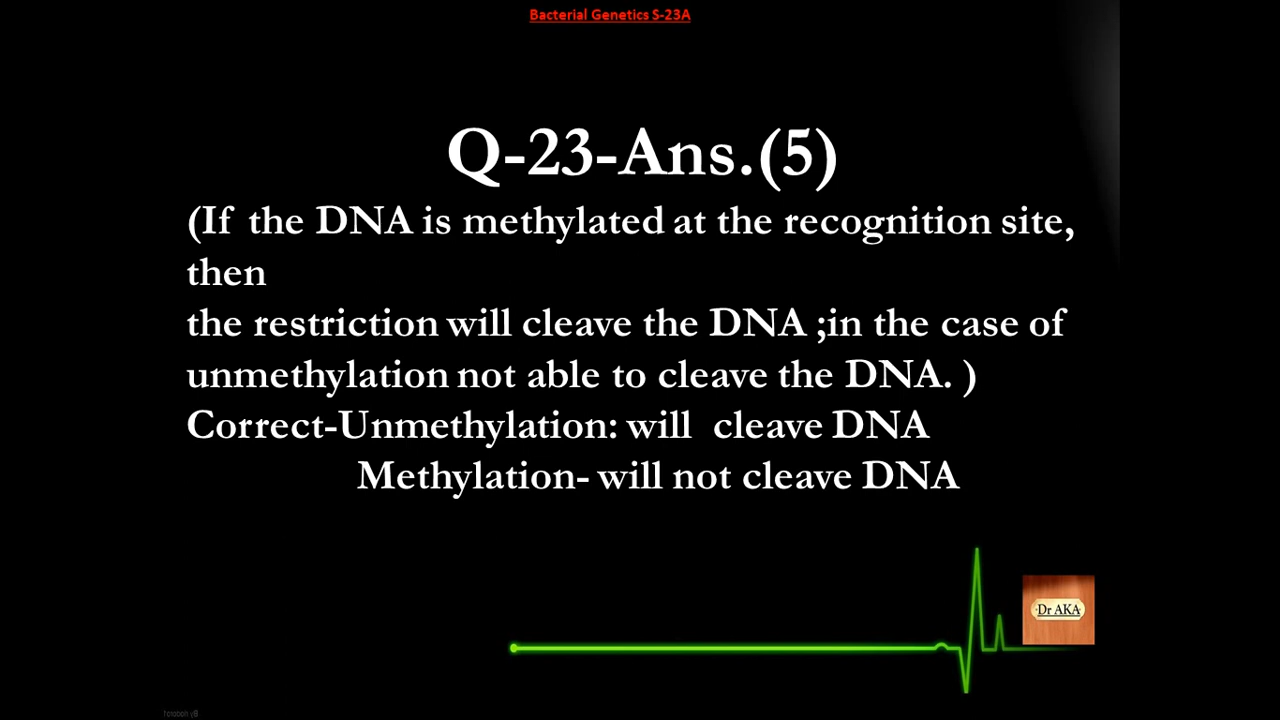 Bacterial Genetics S-23A
Q-23-Ans.(5)
(If the DNA is methylated at the recognition site,
then
the restriction will cleave the DNA ;in the case of
unmethylation not able to cleave the DNA. )
Correct-Unmethylation: will cleave DNA
Methylation- will not cleave DNA
Dr AKA